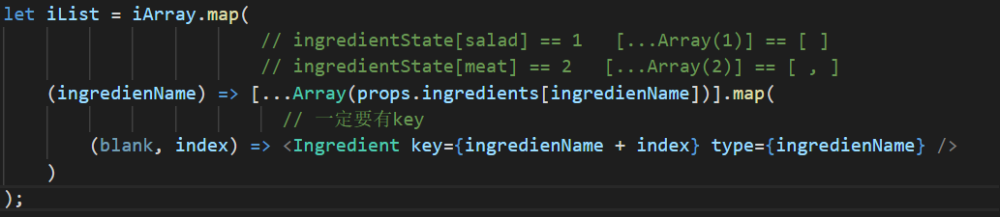 let iList = iArray.map(
// ingredientState[salad] == 1   [...Array(1)] == [ ]
// ingredientState[meat] == 2   [...Array(2)] == [ , ]
(ingredienName) => [...Array(props.ingredients[ingredienName])].map(
// 一定要有key
(blank, index) => <Ingredient key={ingredienName + index} type={ingredienName} />
)
);